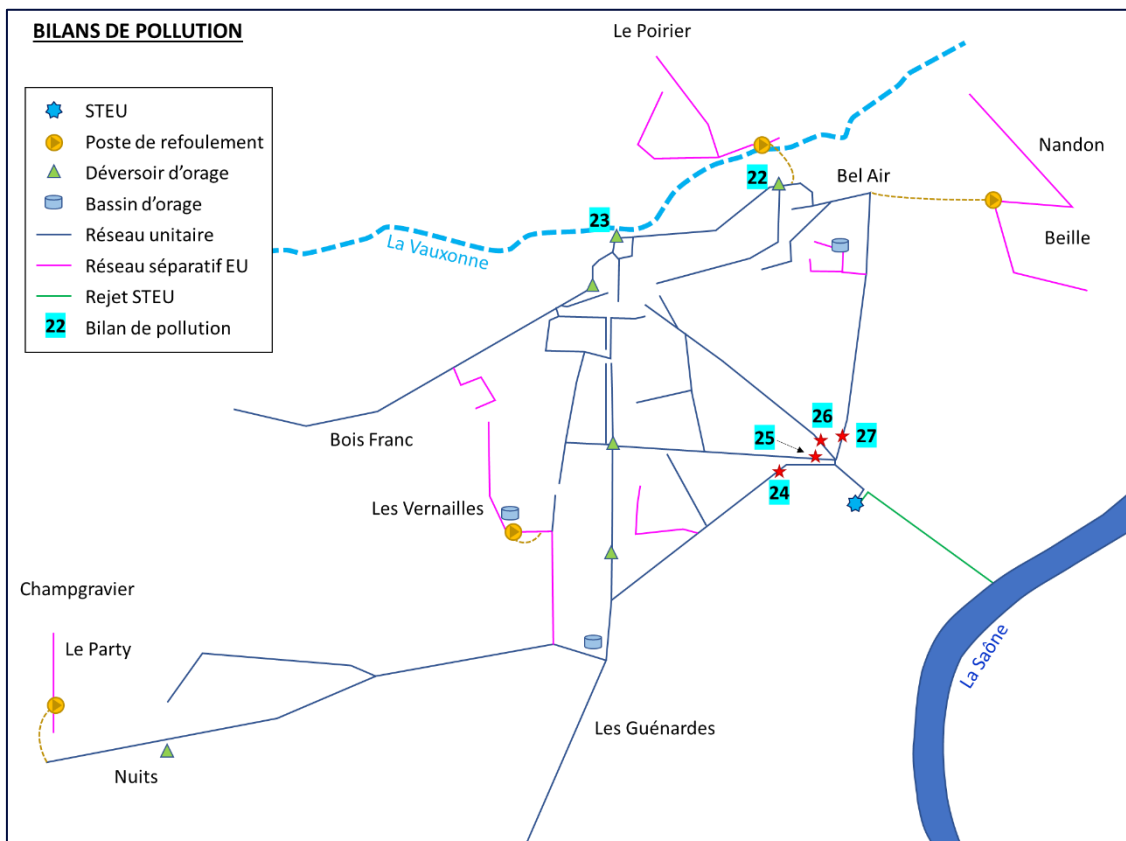 BILANS DE POLLUTION
STEU
Poste de refoulement
Déversoir d'orage
Bassin d'orage
Réseau unitaire
Réseau séparatif EU
Rejet STEU
22 Bilan de pollution
Le Poirier
Nandon
22
Bel Air
23
Beille
La Vauxonne
26
27
25
Bois Franc
24
Les Vernailles
Champgravier
Le Party
La Saône
Les Guénardes
Nuits